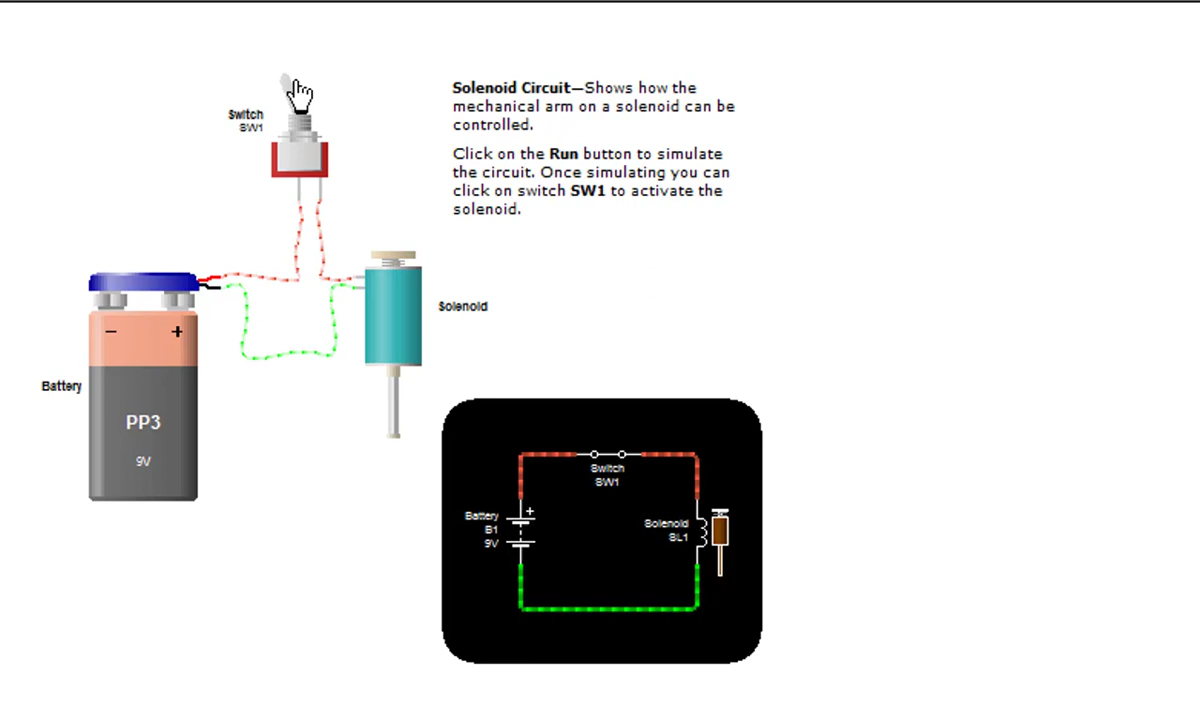 Solenoid Circuit—Shows how the
mechanical arm on a solenoid can be
controlled.
Click on the Run button to simulate
the circuit. Once simulating you can
click on switch SW1 to activate the
solenoid.
Switch
SW1
Solenoid
− +
Battery
PP3
9V
Switch
SW1
+
Battery
B1
9V
Solenoid
SL1